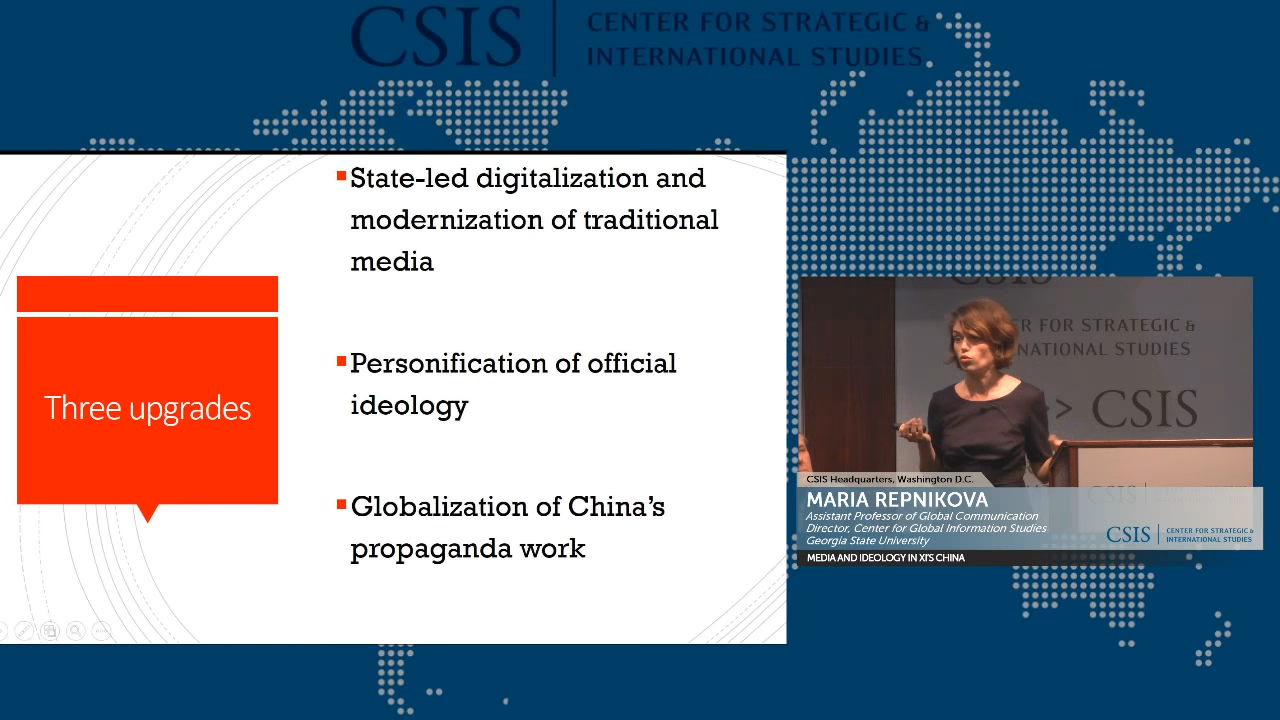 CSIS
CENTER FOR STRATEGIC &
INTERNATIONAL STUDIES
State-led digitalization and
modernization of traditional
media
Three upgrades
Personification of official
ideology
Globalization of China's
propaganda work
CSIS
ER FOR STRATEGIC &
NATIONAL STUDIES
> CSIS
CSIS Headquarters, Washington D.C.
MARIA REPNIKOVA
Assistant Professor of Global Communication
Director, Center for Global Information Studies
Georgia State University
CSIS
CENTER FOR STRATEGIC &
INTERNATIONAL STUDIES
MEDIA AND IDEOLOGY IN XI'S CHINA